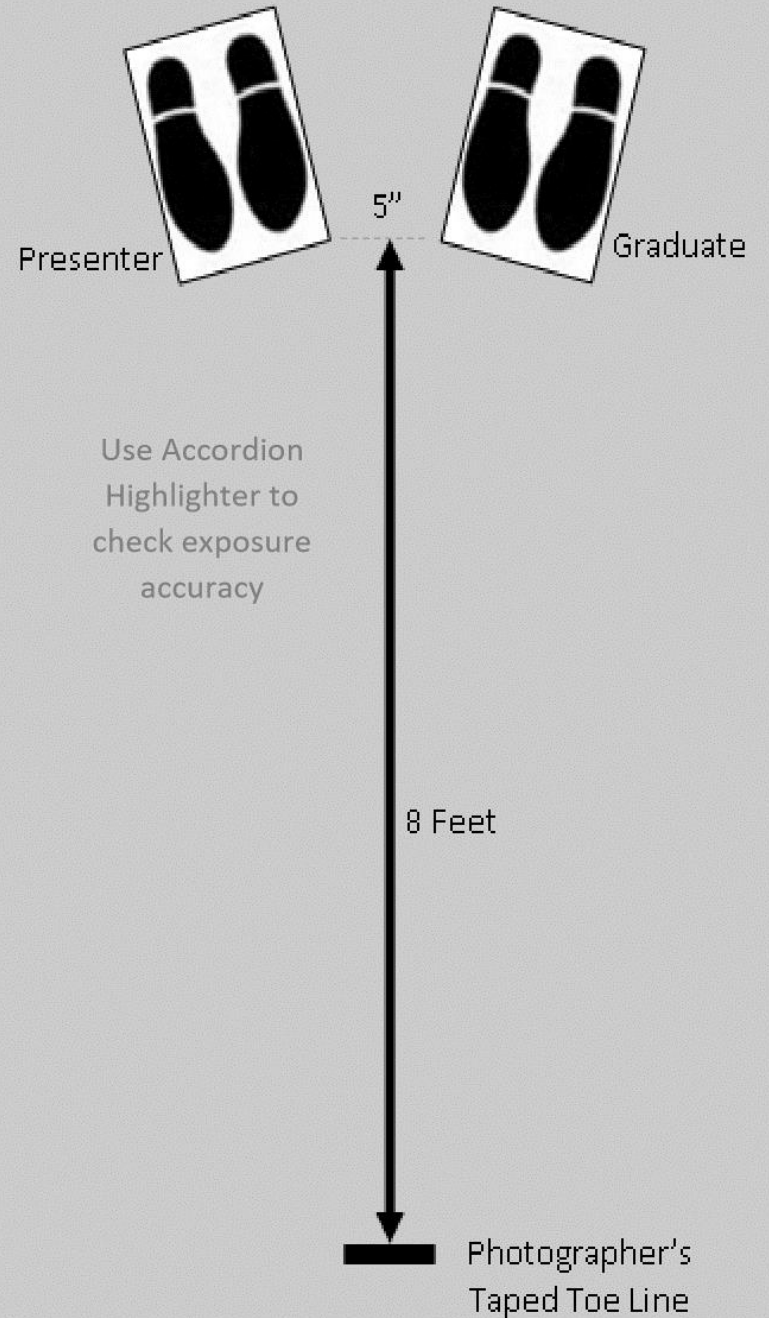 5”
Presenter
Graduate
Use Accordion
Highlighter to
check exposure
accuracy
8 Feet
Photographer’s
Taped Toe Line